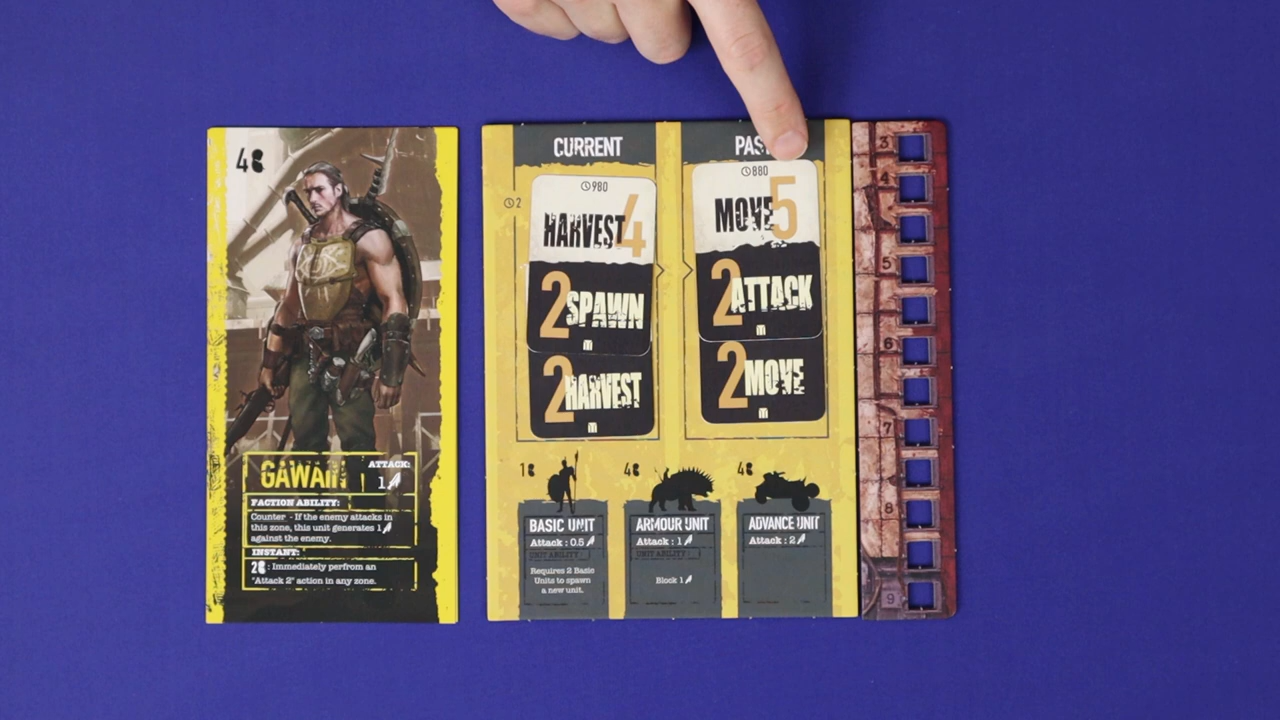 4
GAWAIN
ATTACK:
1
FACTION ABILITY:
Counter - If the enemy attacks in
this zone, this unit generates 1
against the enemy.
INSTANT:
2 : Immediately perfrom an
"Attack 2" action in any zone.
CURRENT
2
980
HARVEST 4
2 SPAWN
2 HARVEST
PAS
880
MOVE 5
2 ATTACK
2 MOVE
1
BASIC UNIT
Attack : 0.5
UNIT ABILITY:
Requires 2 Basic
Units to spawn
a new unit.
4
ARMOUR UNIT
Attack : 1
UNIT ABILITY:
Block 1
4
ADVANCE UNIT
Attack : 2
3
4
5
6
7
8
9